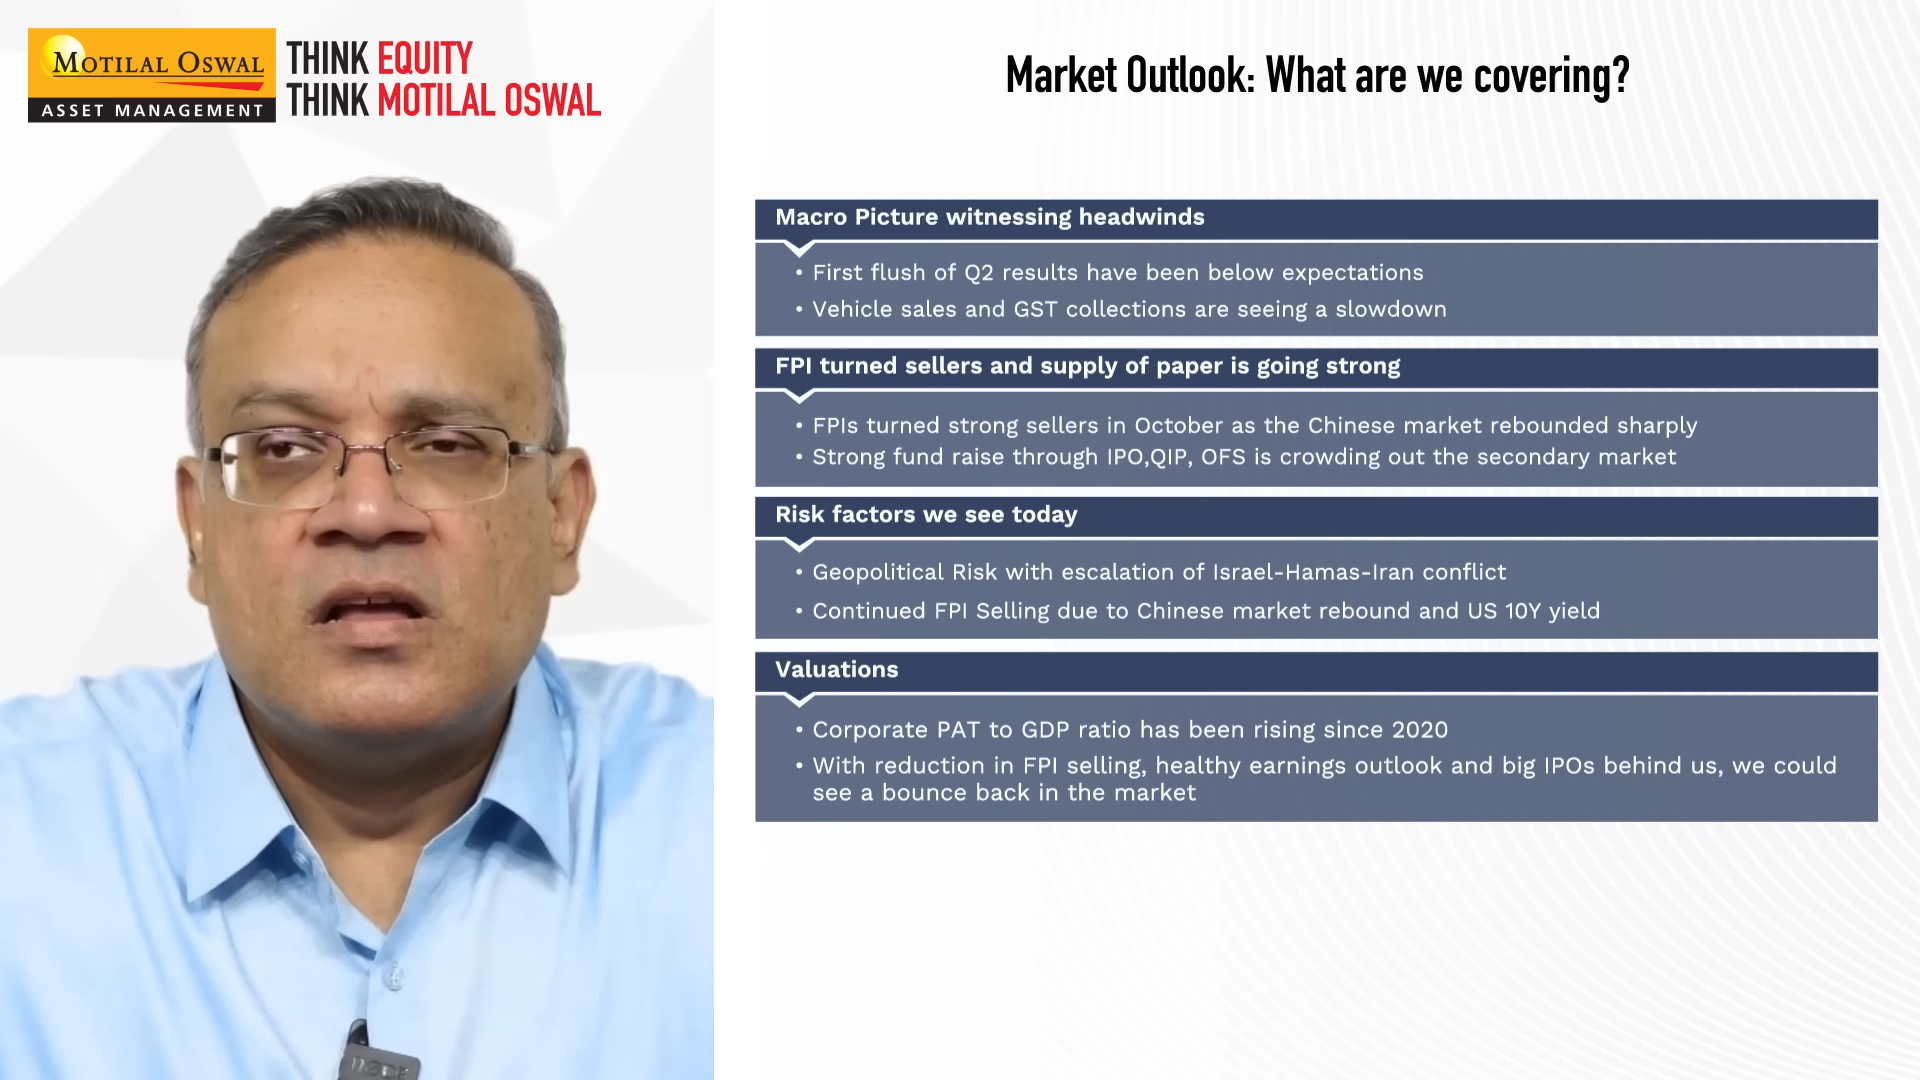 MOTILAL OSWAL
ASSET MANAGEMENT
THINK EQUITY
THINK MOTILAL OSWAL
Market Outlook: What are we covering?
Macro Picture witnessing headwinds
• First flush of Q2 results have been below expectations
• Vehicle sales and GST collections are seeing a slowdown
FPI turned sellers and supply of paper is going strong
• FPIs turned strong sellers in October as the Chinese market rebounded sharply
• Strong fund raise through IPO,QIP, OFS is crowding out the secondary market
Risk factors we see today
• Geopolitical Risk with escalation of Israel-Hamas-Iran conflict
• Continued FPI Selling due to Chinese market rebound and US 10Y yield
Valuations
• Corporate PAT to GDP ratio has been rising since 2020
• With reduction in FPI selling, healthy earnings outlook and big IPOs behind us, we could
see a bounce back in the market